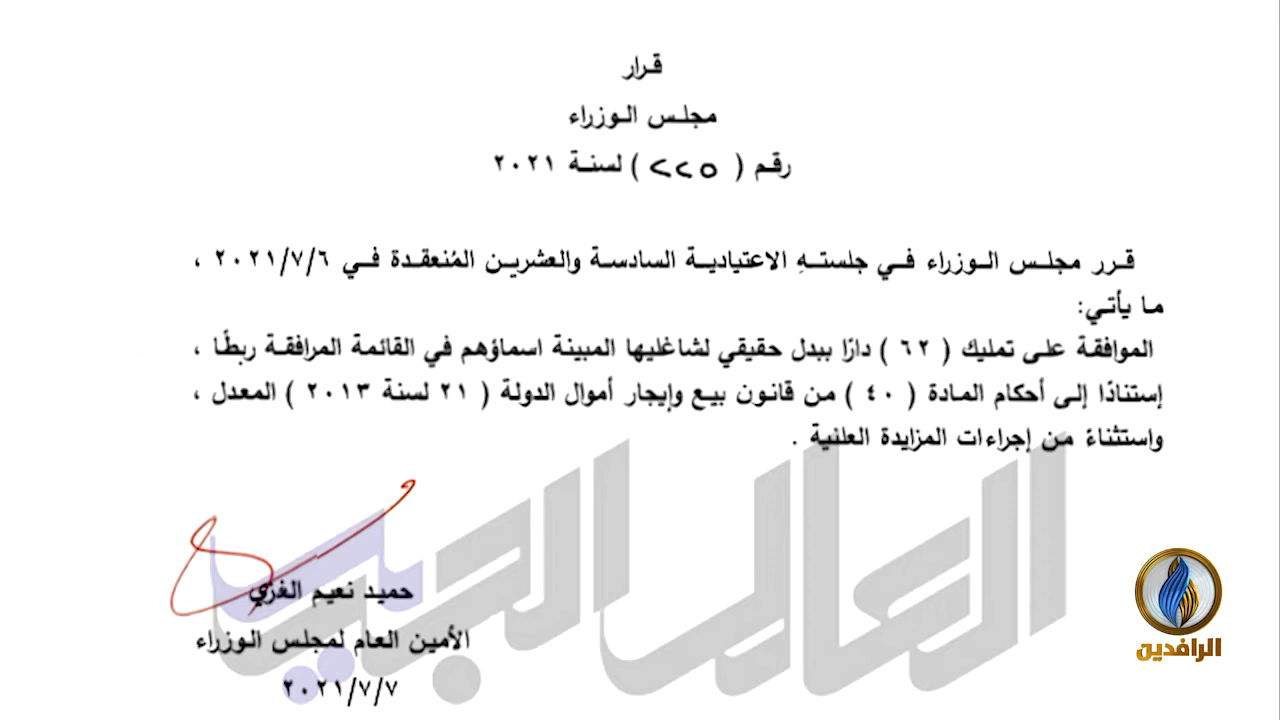 قرار
مجلس الوزراء
رقم ( ٢٢٥ ) لسنة ٢٠٢١
قرر مجلس الوزراء في جلستهِ الاعتيادية السادسة والعشرين المُنعقدة في ٢٠٢١/٧/٦ ،
ما يأتي:
الموافقة على تمليك ( ٦٢ ) دارًا ببدل حقيقي لشاغليها المبينة اسماؤهم في القائمة المرافقة ربطًا ،
إستنادًا إلى أحكام المادة ( ٤٠ ) من قانون بيع وإيجار أموال الدولة ( ٢١ لسنة ٢٠١٣ ) المعدل ،
واستثناءً من إجراءات المزايدة العلنية .
حميد نعيم الغزي
الأمين العام لمجلس الوزراء
٢٠٢١/٧/٧
الرافدين